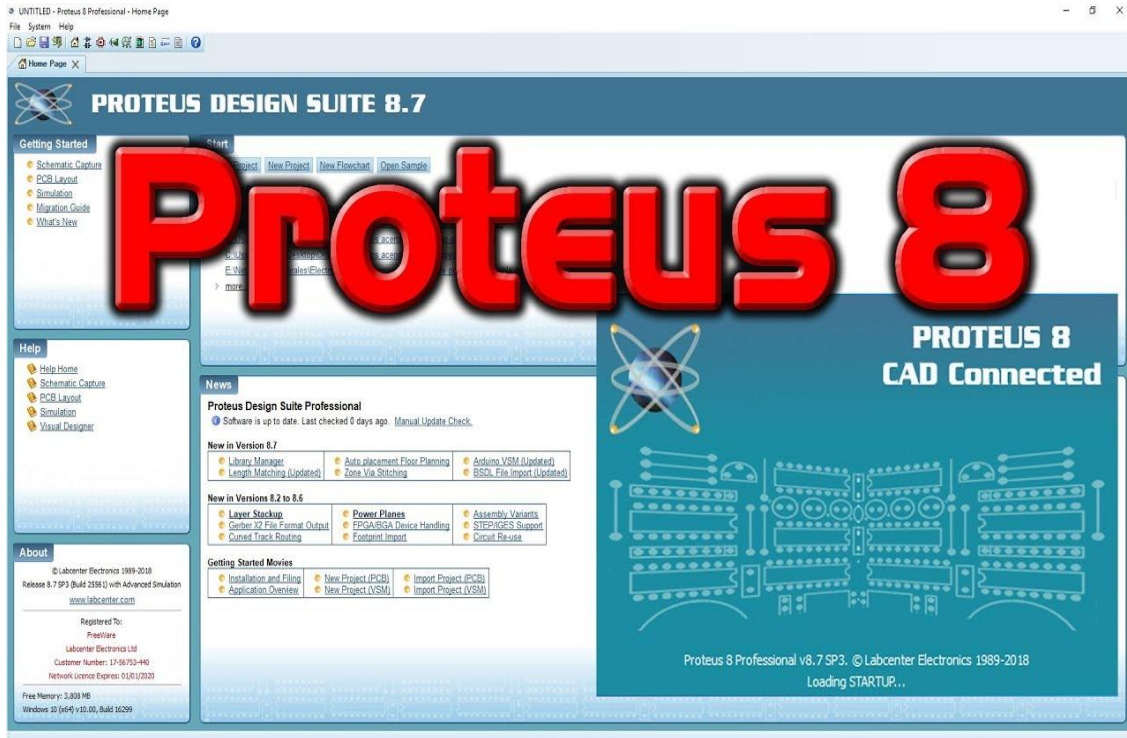 UNTITLED - Proteus 8 Professional - Home Page
File System Help
Home Page X
PROTEUS DESIGN SUITE 8.7
Proteus 8
Getting Started
Schematic Capture
PCB Layout
Simulation
Migration Guide
What's New
Start
Project New Project New Flowchart Open Sample
Help
Help Home
Schematic Capture
PCB Layout
Simulation
Visual Designer
News
Proteus Design Suite Professional
Software is up to date. Last checked 0 days ago. Manual Update Check.
New in Version 8.7
Library Manager Auto placement Floor Planning Arduino VSM (Updated)
Length Matching (Updated) Zone Via Stitching BSDL File Import (Updated)
New in Versions 8.2 to 8.6
Layer Stackup Power Planes Assembly Variants
Gerber X2 File Format Output FPGA/BGA Device Handling STEP/IGES Support
Curved Track Routing Footprint Import Circuit Re-use
Getting Started Movies
Installation and Filing New Project (PCB) Import Project (PCB)
Application Overview New Project (VSM) Import Project (VSM)
About
© Labcenter Electronics 1989-2018
Release 8.7 SP3 (Build 25561) with Advanced Simulation
www.labcenter.com
Registered To:
FreeWare
Labcenter Electronics Ltd
Customer Number: 17-56753-440
Network Licence Expires: 01/01/2020
Free Memory: 3,808 MB
Windows 10 (x64) v10.00, Build 16299
PROTEUS 8
CAD Connected
Proteus 8 Professional v8.7 SP3. © Labcenter Electronics 1989-2018
Loading STARTUP...